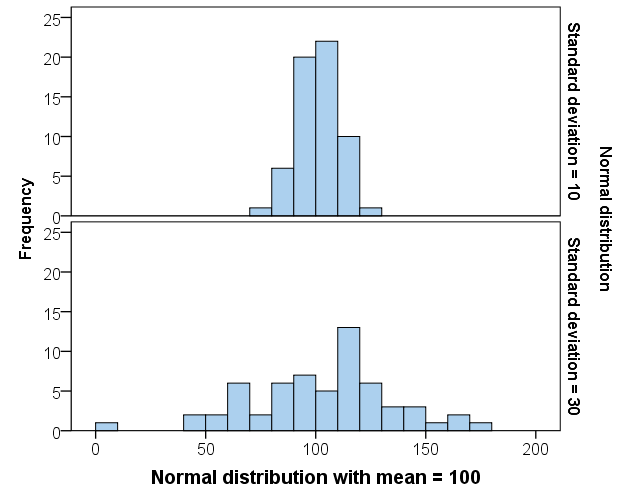 25
20
15
10
5
0
Standard deviation = 10
25
20
15
10
5
0
Standard deviation = 30
Frequency
Normal distribution
0 50 100 150 200
Normal distribution with mean = 100